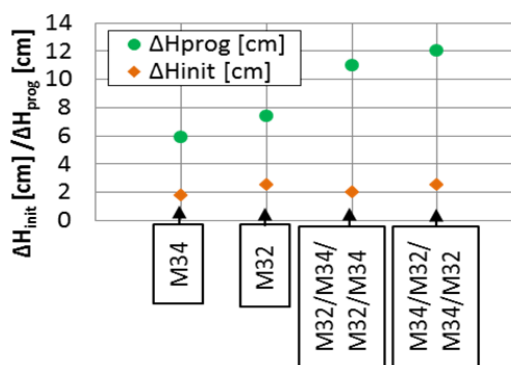 14
12
10
8
6
4
2
0
ΔHinit [cm] /ΔHprog [cm]
ΔHprog [cm]
ΔHinit [cm]
M34
M32
M32/M34/
M32/M34
M34/M32/
M34/M32